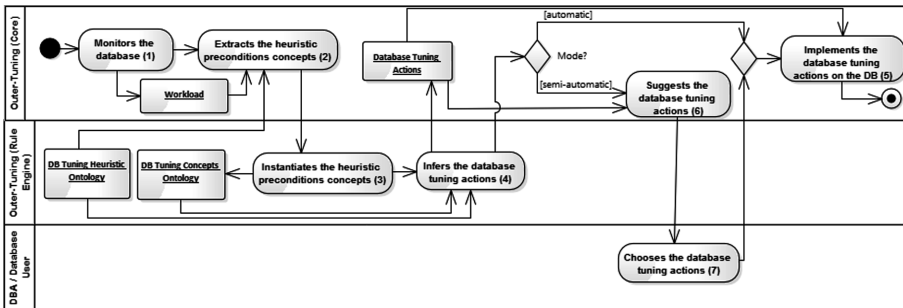 Outer-Tuning (Core)
Monitors the
database (1)
Extracts the heuristic
preconditions concepts (2)
Workload
Database Tuning
Actions
[automatic]
Mode?
[semi-automatic]
Suggests the
database tuning
actions (6)
Implements the
database tuning
actions on the DB (5)
Outer-Tuning (Rule
Engine)
DB Tuning Heuristic
Ontology
DB Tuning Concepts
Ontology
Instantiates the heuristic
preconditions concepts (3)
Infers the database
tuning actions (4)
DBA / Database
User
Chooses the database
tuning actions (7)